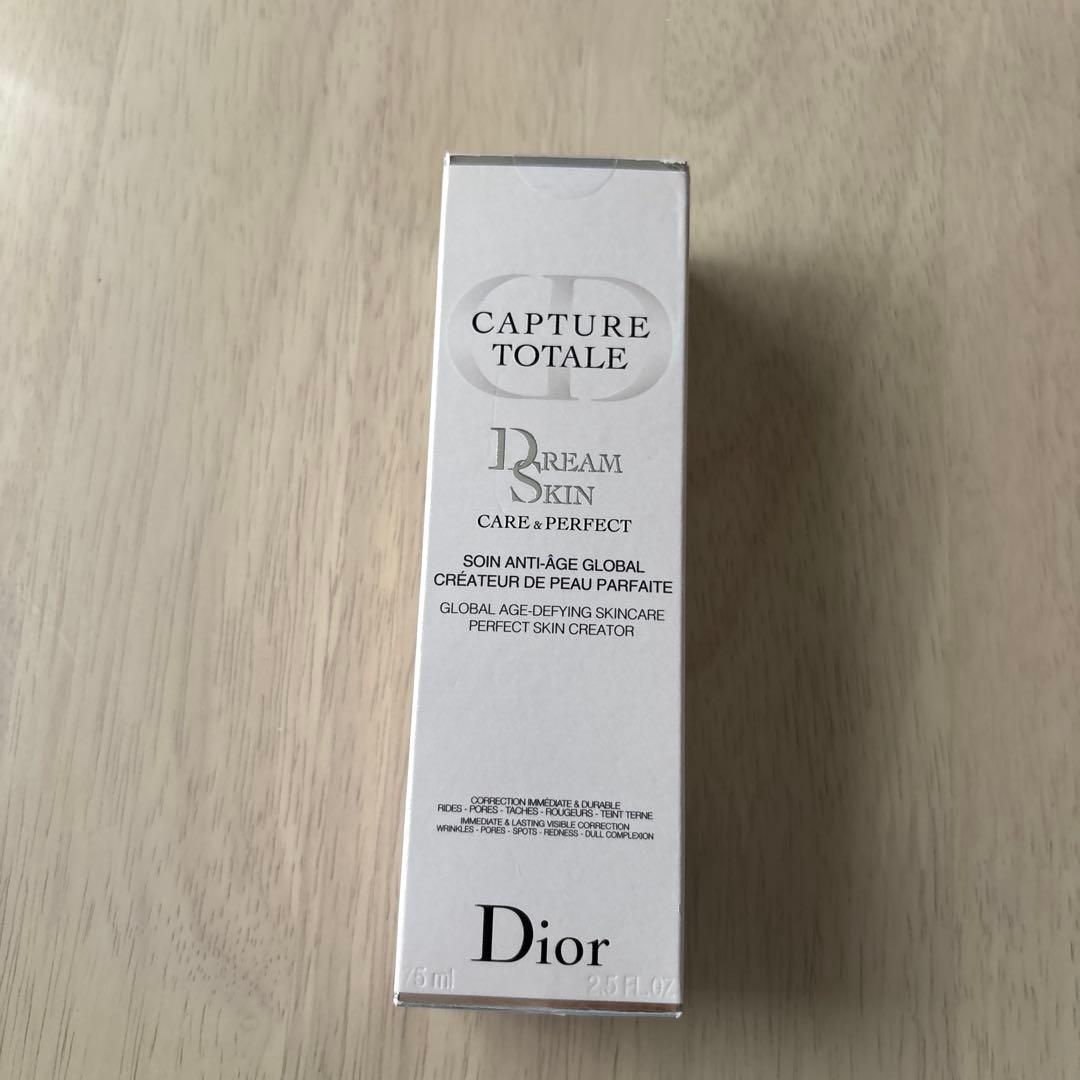 CAPTURE
TOTALE
DREAM
SKIN
CARE & PERFECT
SOIN ANTI-ÂGE GLOBAL
CRÉATEUR DE PEAU PARFAITE
GLOBAL AGE-DEFYING SKINCARE
PERFECT SKIN CREATOR
CORRECTION IMMÉDIATE & DURABLE
RIDES - PORES - TACHES - ROUGEURS - TEINT TERNE
IMMEDIATE & LASTING VISIBLE CORRECTION
WRINKLES - PORES - SPOTS - REDNESS - DULL COMPLEXION
Dior
75 ml 2.5 FL.OZ